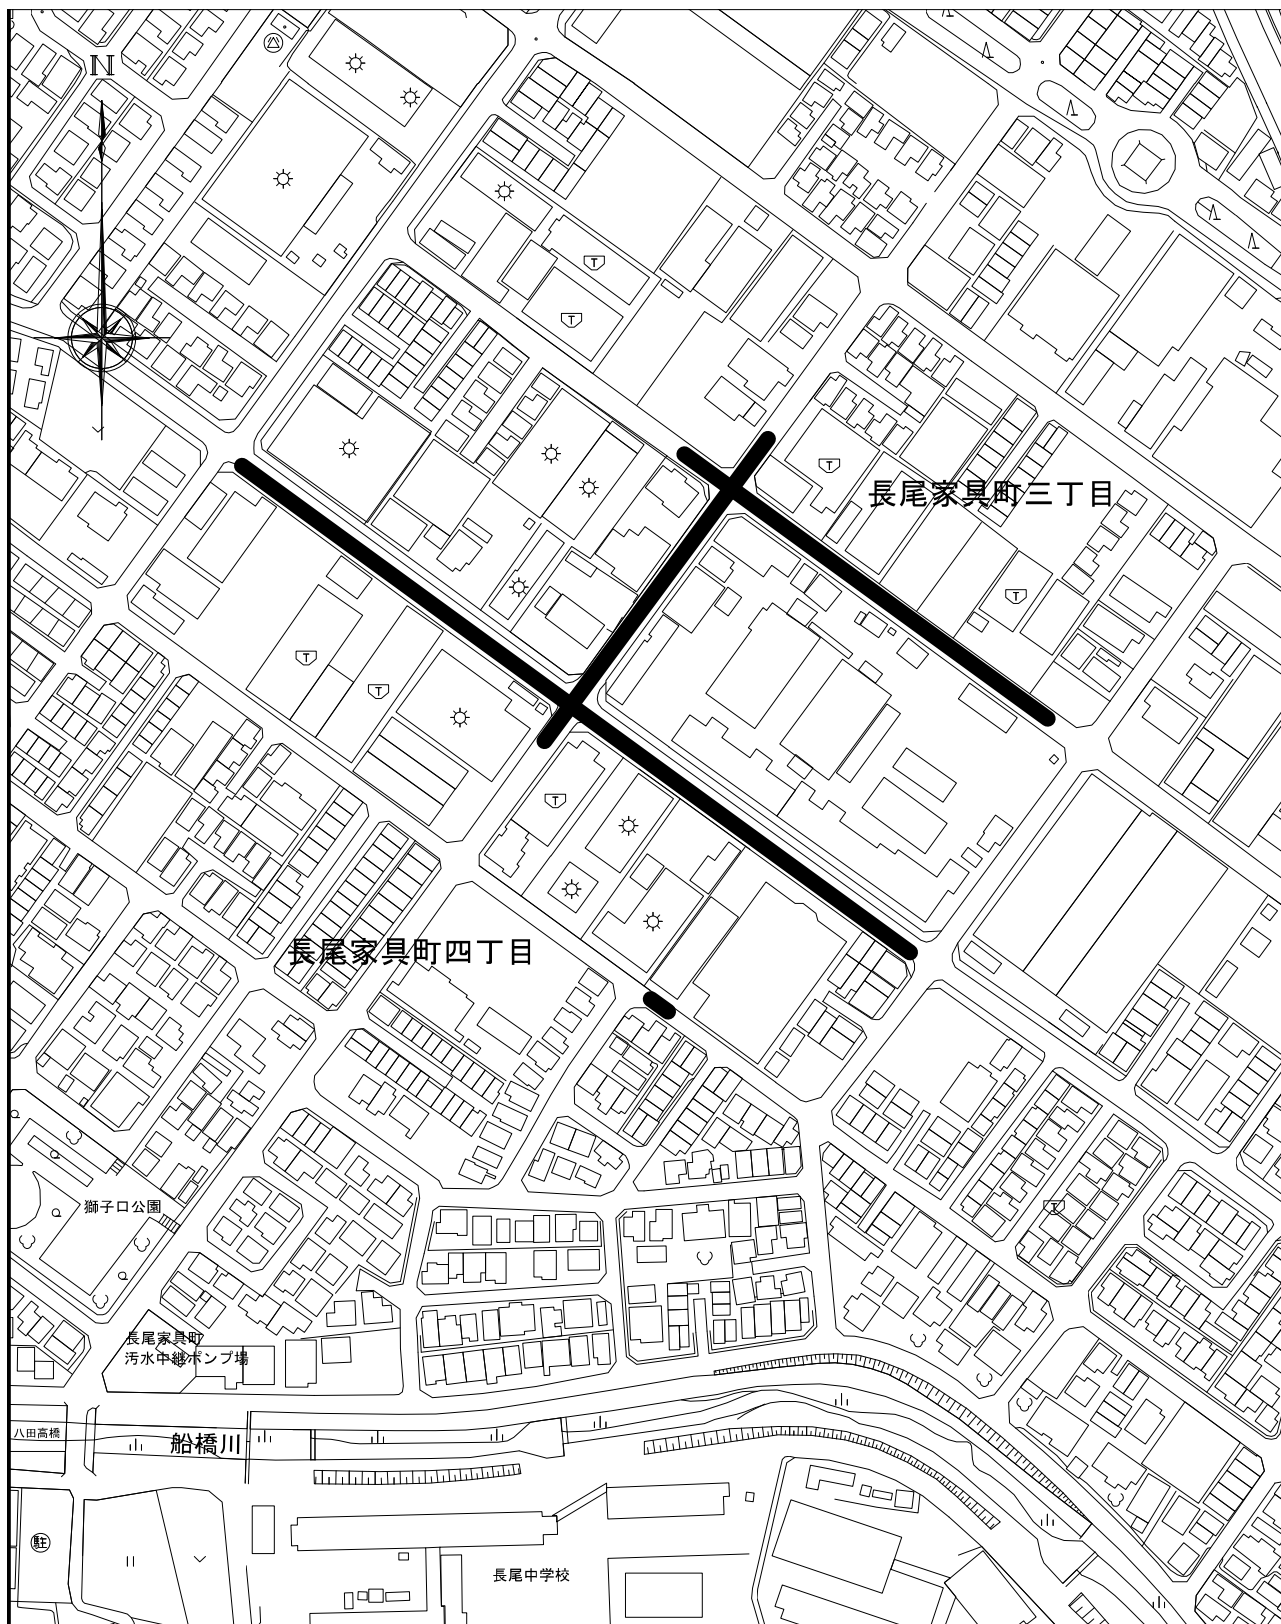 N
長尾家具町三丁目
長尾家具町四丁目
獅子口公園
長尾家具町
汚水中継ポンプ場
八田高橋
船橋川
駐
長尾中学校